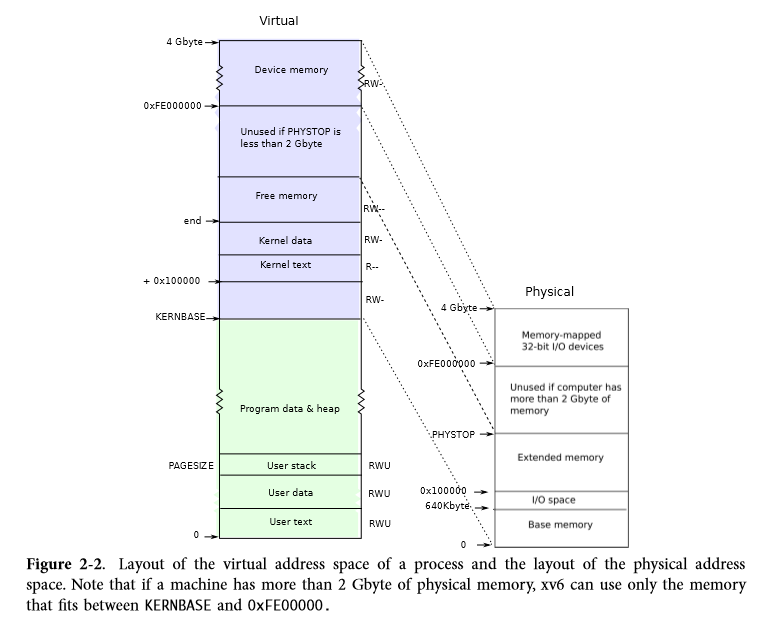 Virtual
4 Gbyte
Device memory
RW-
0xFE000000
Unused if PHYSTOP is
less than 2 Gbyte
Free memory
RW--
end
Kernel data
RW-
Kernel text
R--
+ 0x100000
RW-
KERNBASE
Program data & heap
PAGESIZE
User stack
RWU
User data
RWU
User text
RWU
0
Physical
4 Gbyte
Memory-mapped
32-bit I/O devices
0xFE000000
Unused if computer has
more than 2 Gbyte of
memory
PHYSTOP
Extended memory
0x100000
I/O space
640Kbyte
Base memory
0
Figure 2-2. Layout of the virtual address space of a process and the layout of the physical address
space. Note that if a machine has more than 2 Gbyte of physical memory, xv6 can use only the memory
that fits between KERNBASE and 0xFE00000.